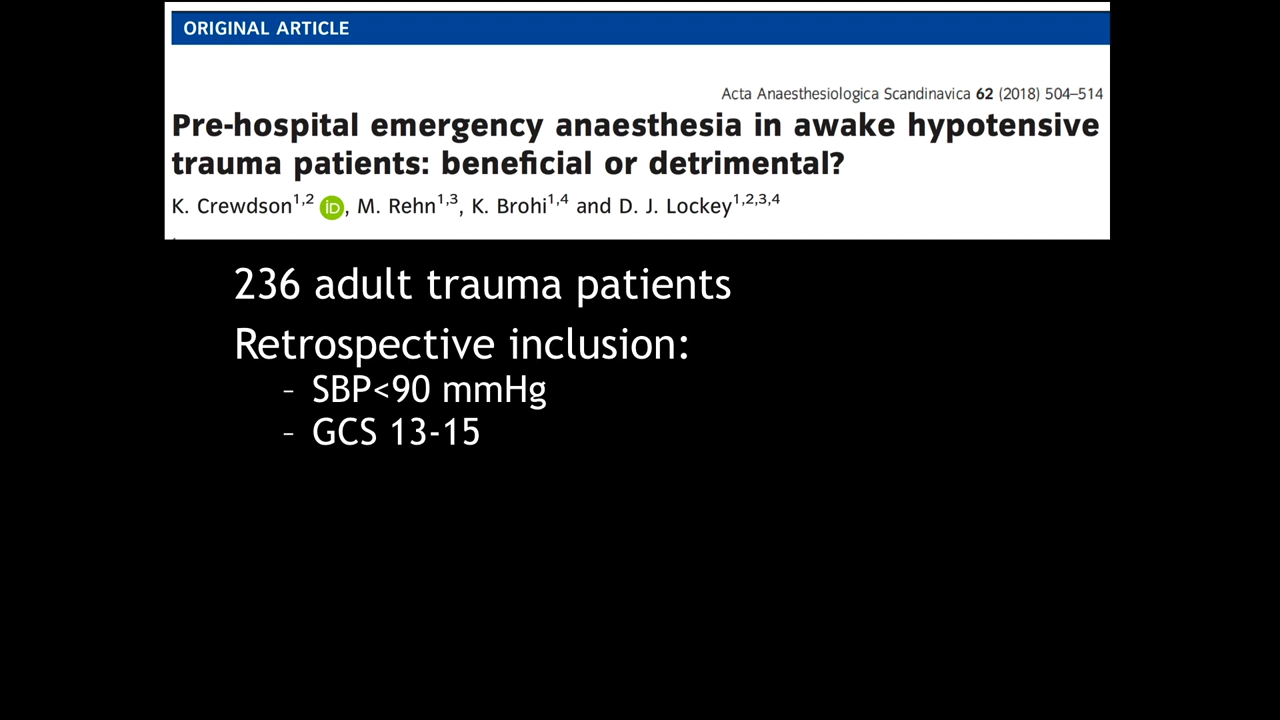 ORIGINAL ARTICLE
Acta Anaesthesiologica Scandinavica 62 (2018) 504–514
Pre-hospital emergency anaesthesia in awake hypotensive
trauma patients: beneficial or detrimental?
K. Crewdson1,2 iD, M. Rehn1,3, K. Brohi1,4 and D. J. Lockey1,2,3,4
236 adult trauma patients
Retrospective inclusion:
- SBP<90 mmHg
- GCS 13-15